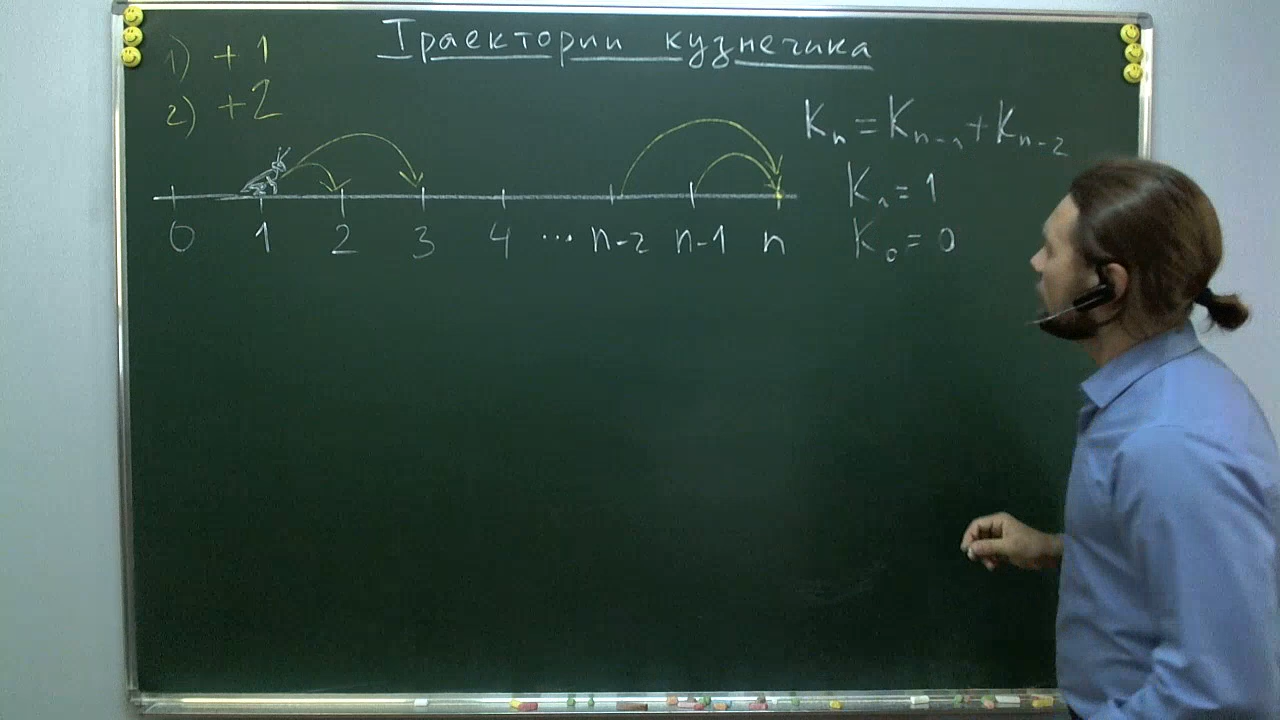 Траектории кузнечика
1) +1
2) +2
Kₙ = Kₙ₋₁ + Kₙ₋₂
K₁ = 1
K₀ = 0
0 1 2 3 4 ... n-2 n-1 n